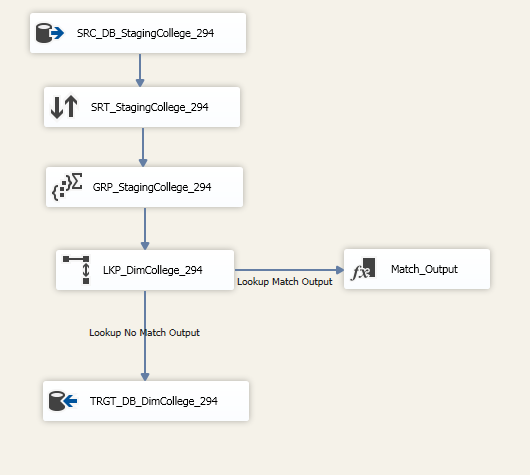 SRC_DB_StagingCollege_294
SRT_StagingCollege_294
GRP_StagingCollege_294
LKP_DimCollege_294
Lookup Match Output
Match_Output
Lookup No Match Output
TRGT_DB_DimCollege_294